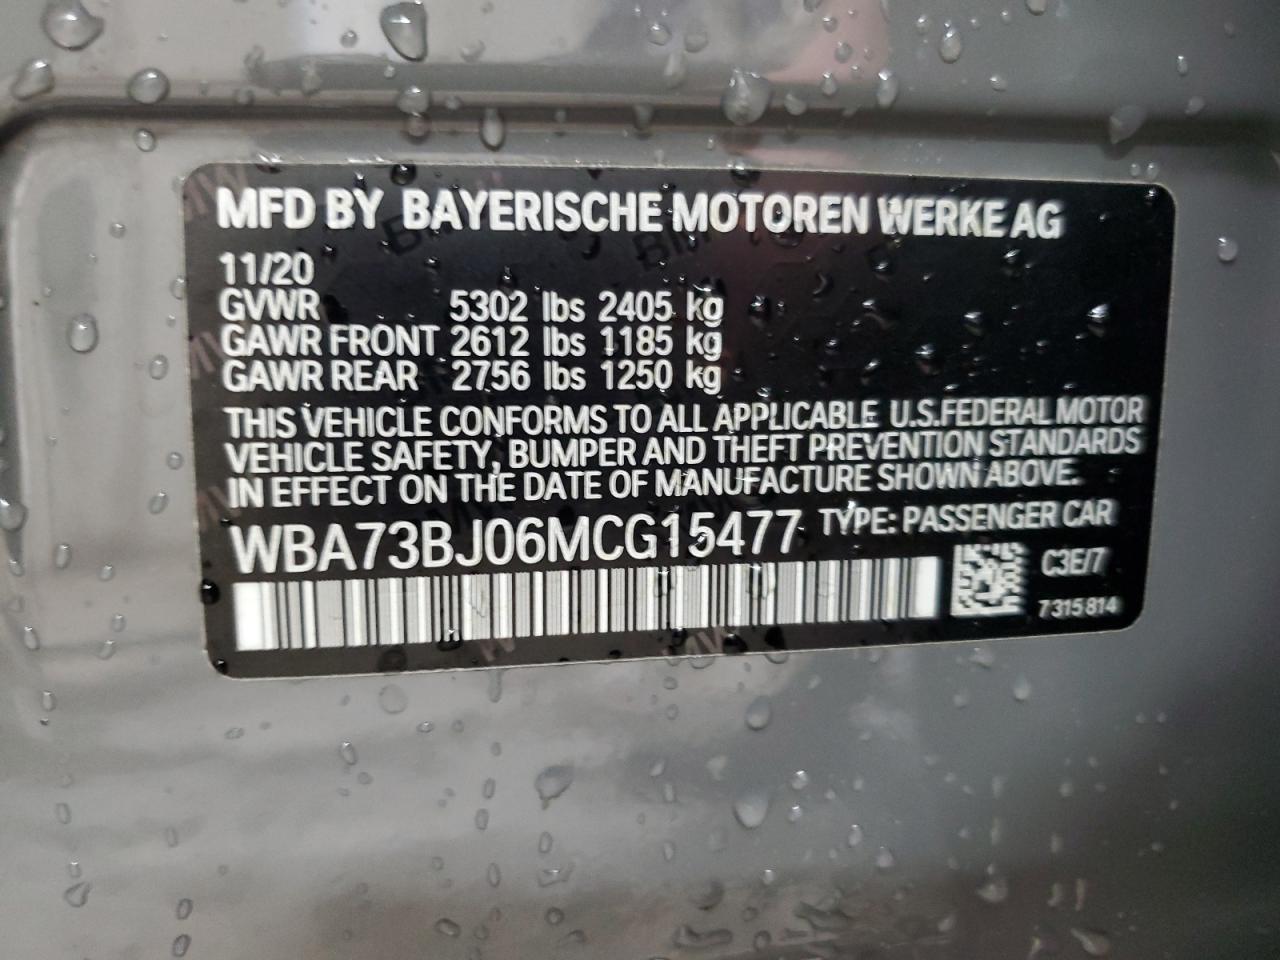 MFD BY BAYERISCHE MOTOREN WERKE AG
11/20
GVWR 5302 lbs 2405 kg
GAWR FRONT 2612 lbs 1185 kg
GAWR REAR 2756 lbs 1250 kg
THIS VEHICLE CONFORMS TO ALL APPLICABLE U.S.FEDERAL MOTOR
VEHICLE SAFETY, BUMPER AND THEFT PREVENTION STANDARDS
IN EFFECT ON THE DATE OF MANUFACTURE SHOWN ABOVE.
WBA73BJ06MCG15477 TYPE: PASSENGER CAR
C3E/7
7315814